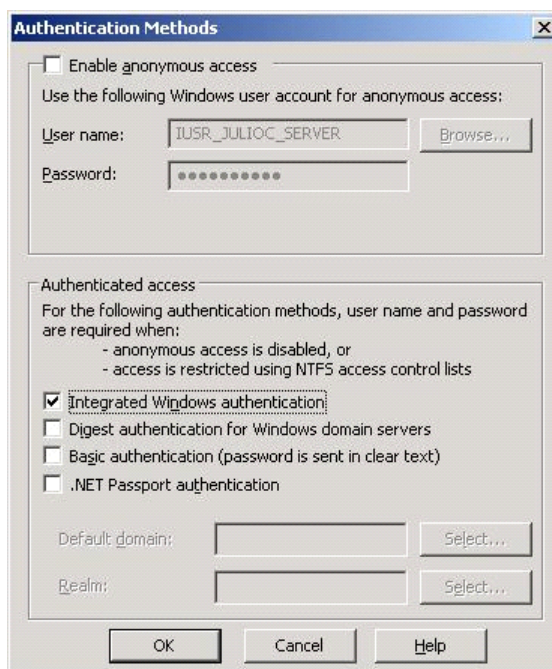 Authentication Methods
Enable anonymous access
Use the following Windows user account for anonymous access:
User name: IUSR_JULIOC_SERVER Browse...
Password: ●●●●●●●●●●
Authenticated access
For the following authentication methods, user name and password
are required when:
- anonymous access is disabled, or
- access is restricted using NTFS access control lists
Integrated Windows authentication
Digest authentication for Windows domain servers
Basic authentication (password is sent in clear text)
.NET Passport authentication
Default domain: Select...
Realm: Select...
OK Cancel Help